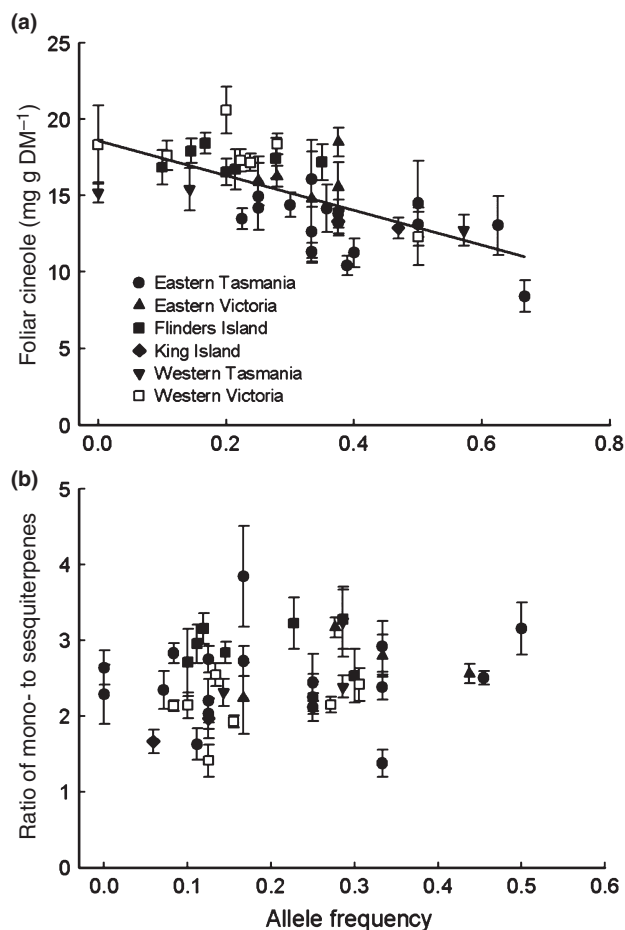 (a)
25
20
15
10
5
0
Foliar cineole (mg g DM⁻¹)
Eastern Tasmania
Eastern Victoria
Flinders Island
King Island
Western Tasmania
Western Victoria
0.0 0.2 0.4 0.6 0.8
(b)
5
4
3
2
1
0
Ratio of mono- to sesquiterpenes
0.0 0.1 0.2 0.3 0.4 0.5 0.6
Allele frequency